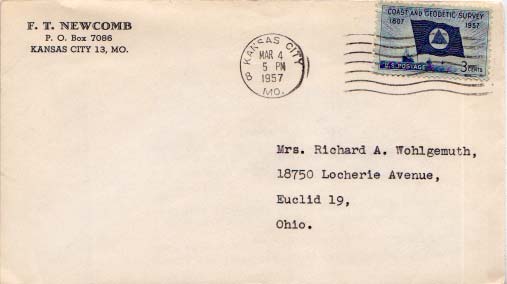 F. T. NEWCOMB
P. O. Box 7086
KANSAS CITY 13, MO.
8 KANSAS CITY
MAR 4
5 PM
1957
MO.
COAST AND GEODETIC SURVEY
1807 1957
U.S. POSTAGE 3 CENTS
Mrs. Richard A. Wohlgemuth,
18750 Locherie Avenue,
Euclid 19,
Ohio.